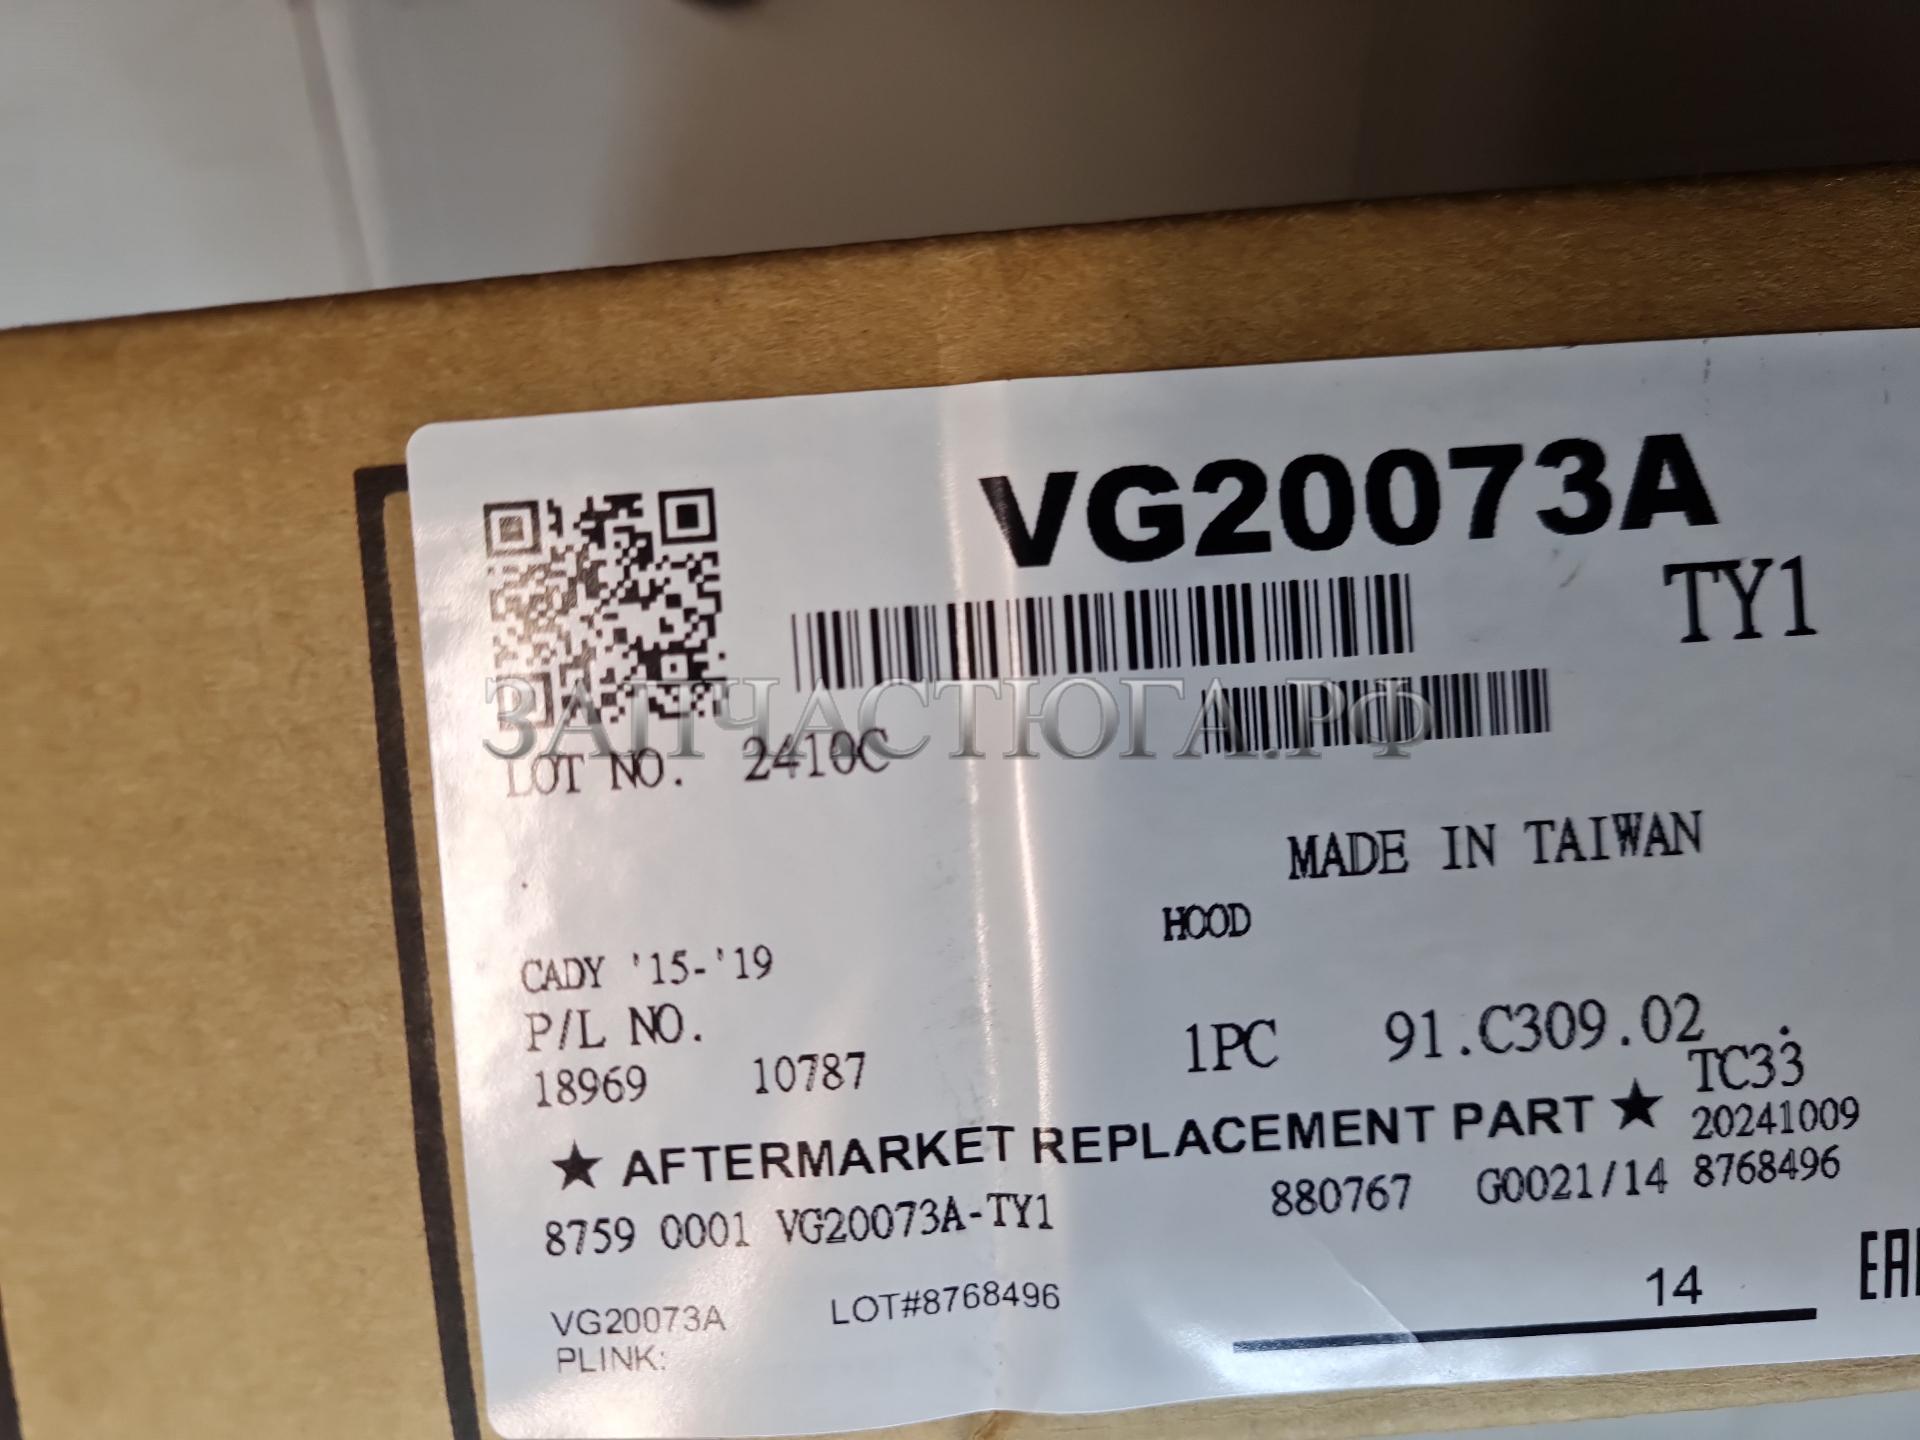 VG20073A
TY1
ЗАПЧАСТЮГА.РФ
LOT NO. 2410C
MADE IN TAIWAN
HOOD
CADY '15-'19
P/L NO.
1PC 91.C309.02
18969 10787
TC33
★ AFTERMARKET REPLACEMENT PART ★
20241009
8759 0001 VG20073A-TY1 880767 G0021/14 8768496
VG20073A LOT#8768496 14
PLINK: